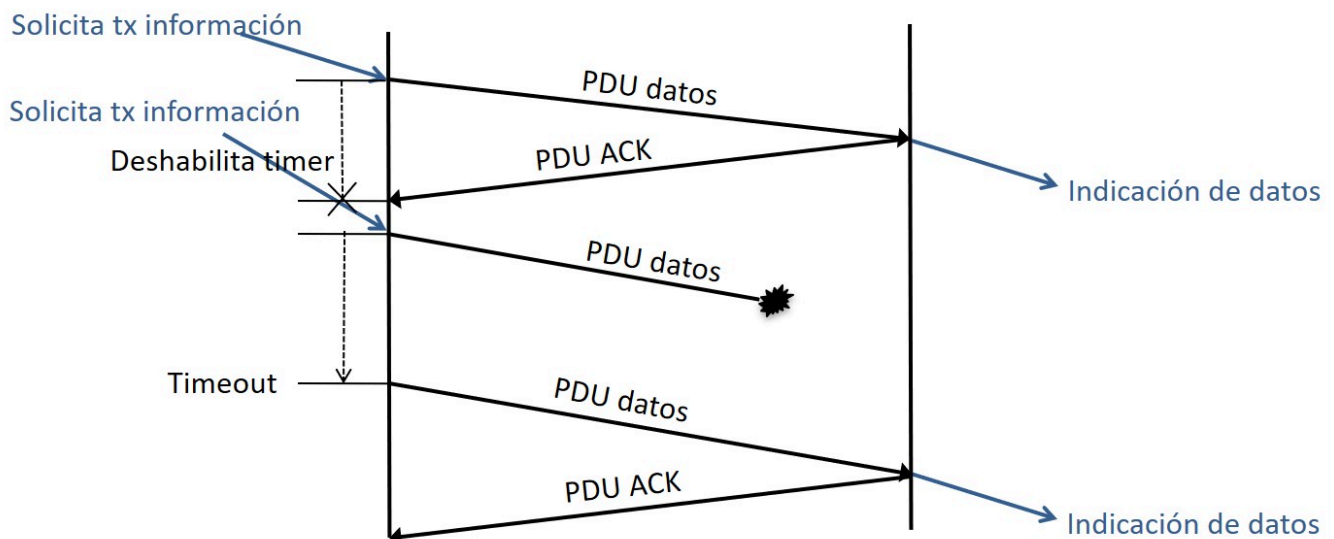 Solicita tx información
PDU datos
Solicita tx información
PDU ACK
Deshabilita timer
Indicación de datos
PDU datos
Timeout
PDU datos
PDU ACK
Indicación de datos